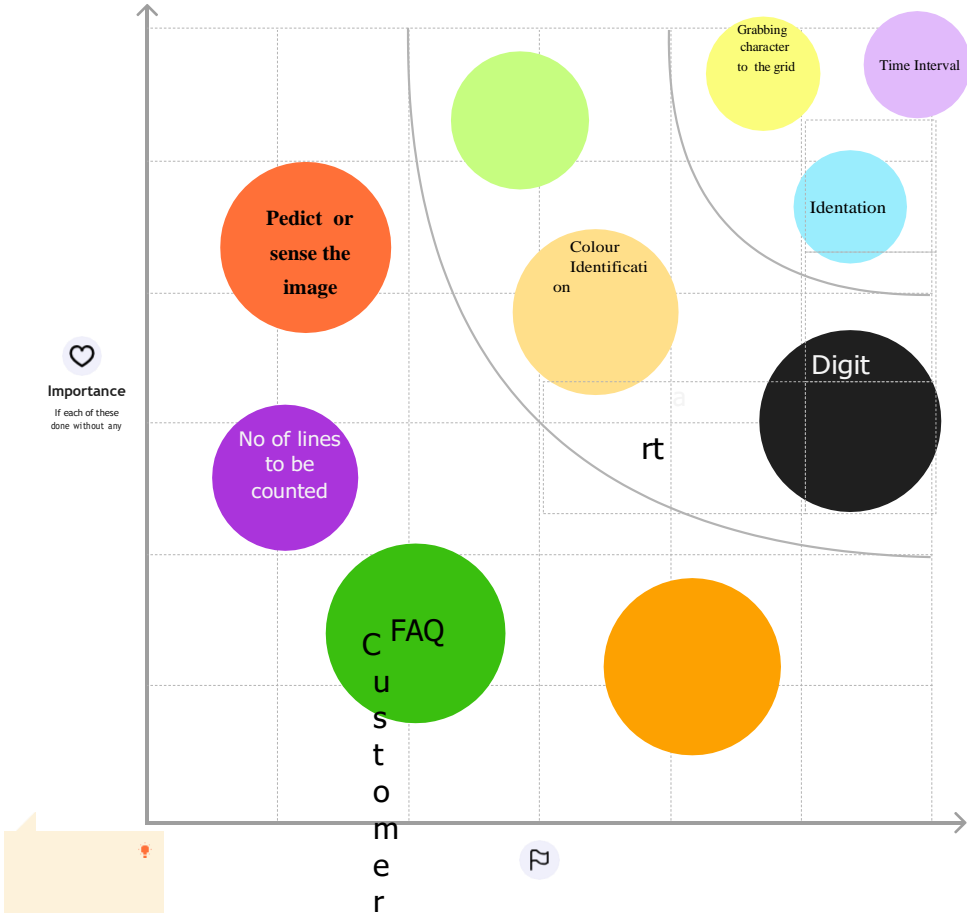 Grabbing
character
to the grid
Time Interval
Identation
Pedict or
sense the
image
Colour
Identificati
on
Importance
If each of these
done without any
Digit
a
rt
No of lines
to be
counted
FAQ
C
u
s
t
o
m
e
r